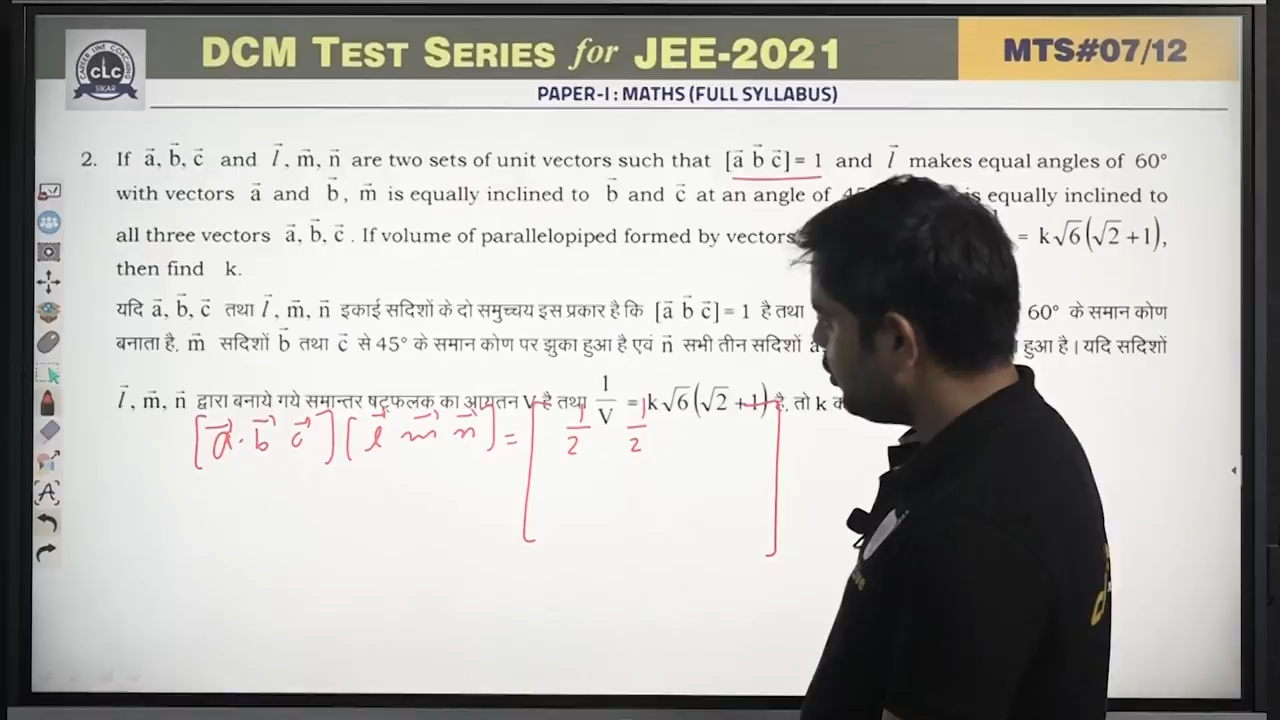 CAREER LINE COACHING
CLC
SIKAR
DCM TEST SERIES for JEE-2021
MTS#07/12
PAPER-I : MATHS (FULL SYLLABUS)
2. If a⃗, b⃗, c⃗ and l⃗, m⃗, n⃗ are two sets of unit vectors such that [a⃗ b⃗ c⃗] = 1 and l⃗ makes equal angles of 60°
with vectors a⃗ and b⃗, m⃗ is equally inclined to b⃗ and c⃗ at an angle of is equally inclined to
all three vectors a⃗, b⃗, c⃗. If volume of parallelopiped formed by vectors = k√6(√2+1),
then find k.
यदि a⃗, b⃗, c⃗ तथा l⃗, m⃗, n⃗ इकाई सदिशों के दो समुच्चय इस प्रकार है कि [a⃗ b⃗ c⃗] = 1 है तथा 60° के समान कोण
बनाता है, m⃗ सदिशों b⃗ तथा c⃗ से 45° के समान कोण पर झुका हुआ है एवं n⃗ सभी तीन सदिशों a⃗ हुआ है। यदि सदिशों
l⃗, m⃗, n⃗ द्वारा बनाये गये समान्तर षट्फलक का आयतन V है तथा 1/V = k√6(√2+1) है, तो k
[a⃗ · b⃗ c⃗] [l⃗ m⃗ n⃗] = [ 1/2 1/2 ]